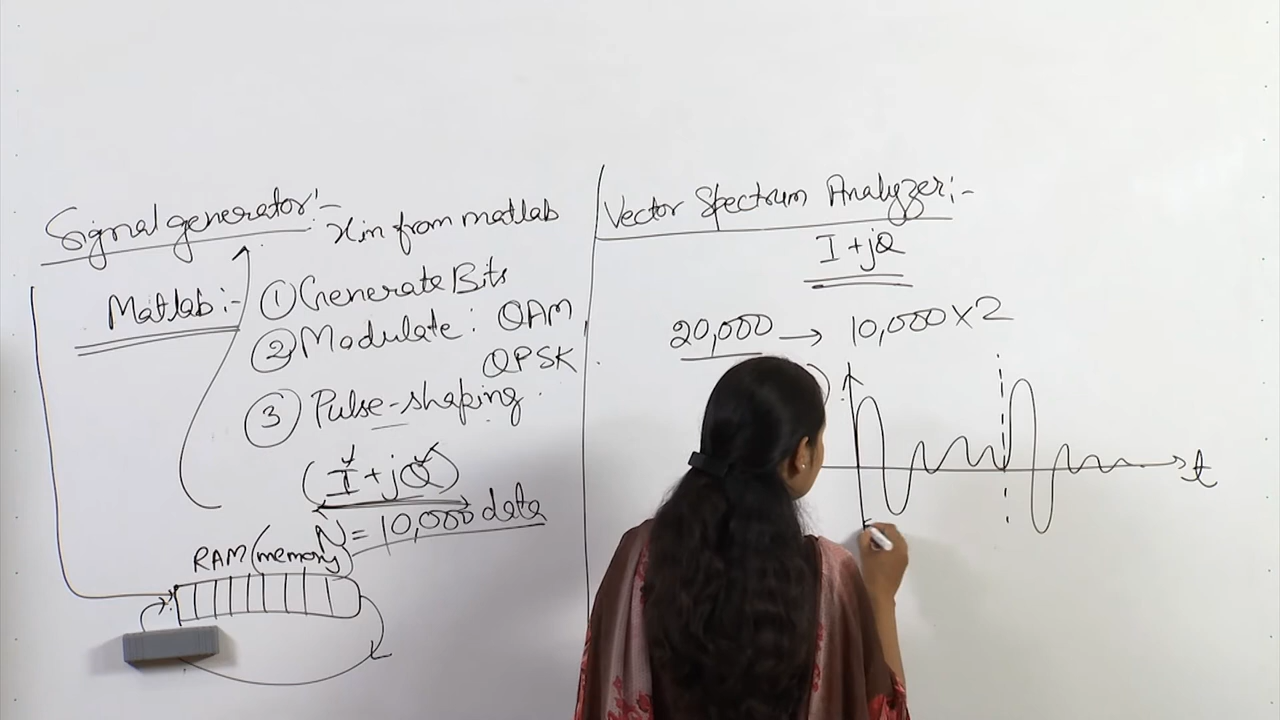 Signal generator:-
xin from matlab
Matlab:-
① Generate Bits
② Modulate: QAM
QPSK
③ Pulse-shaping
(I+jQ)
N = 10,000 data
RAM (memory)
Vector Spectrum Analyzer:-
I+jQ
20,000 → 10,000×2
t